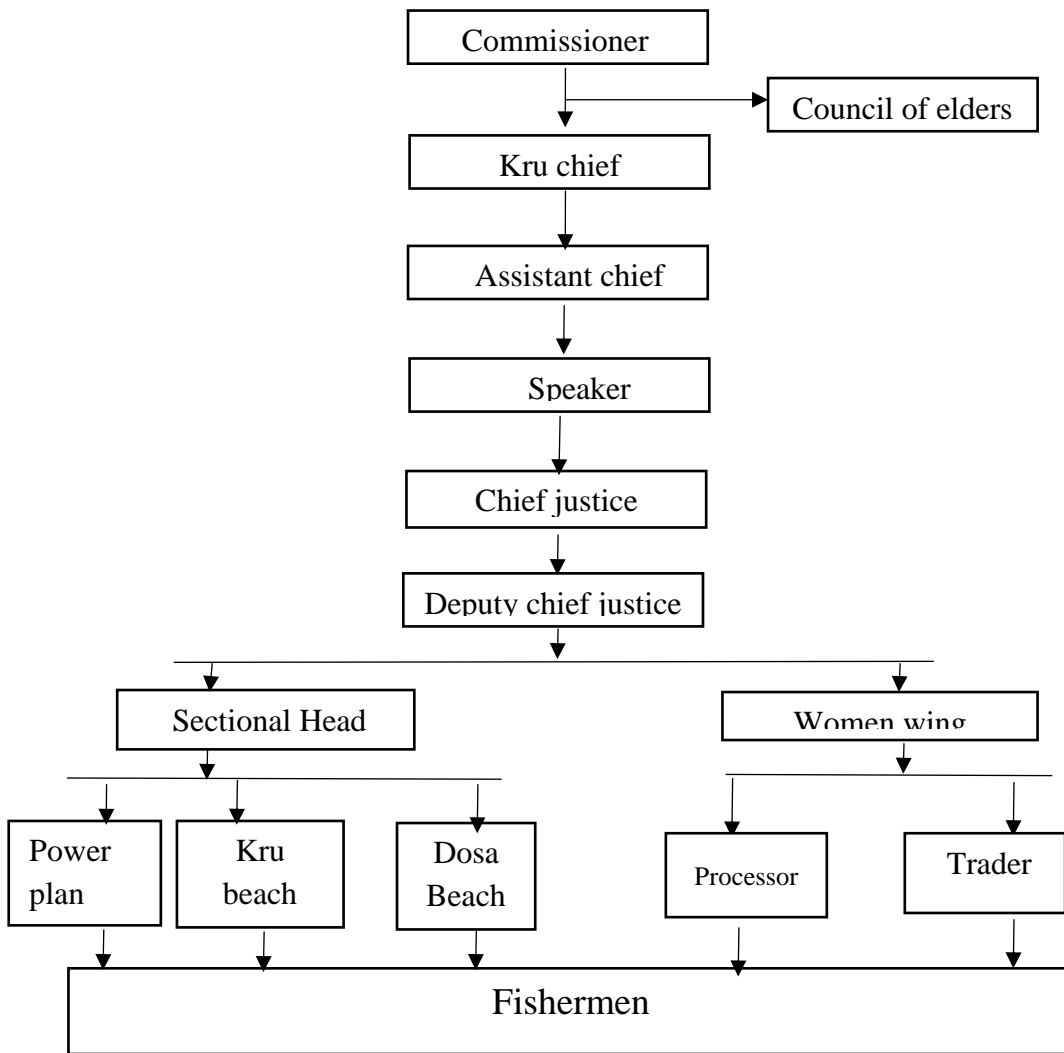 Commissioner
Council of elders
Kru chief
Assistant chief
Speaker
Chief justice
Deputy chief justice
Sectional Head
Women wing
Power
plan
Kru
beach
Dosa
Beach
Processor
Trader
Fishermen